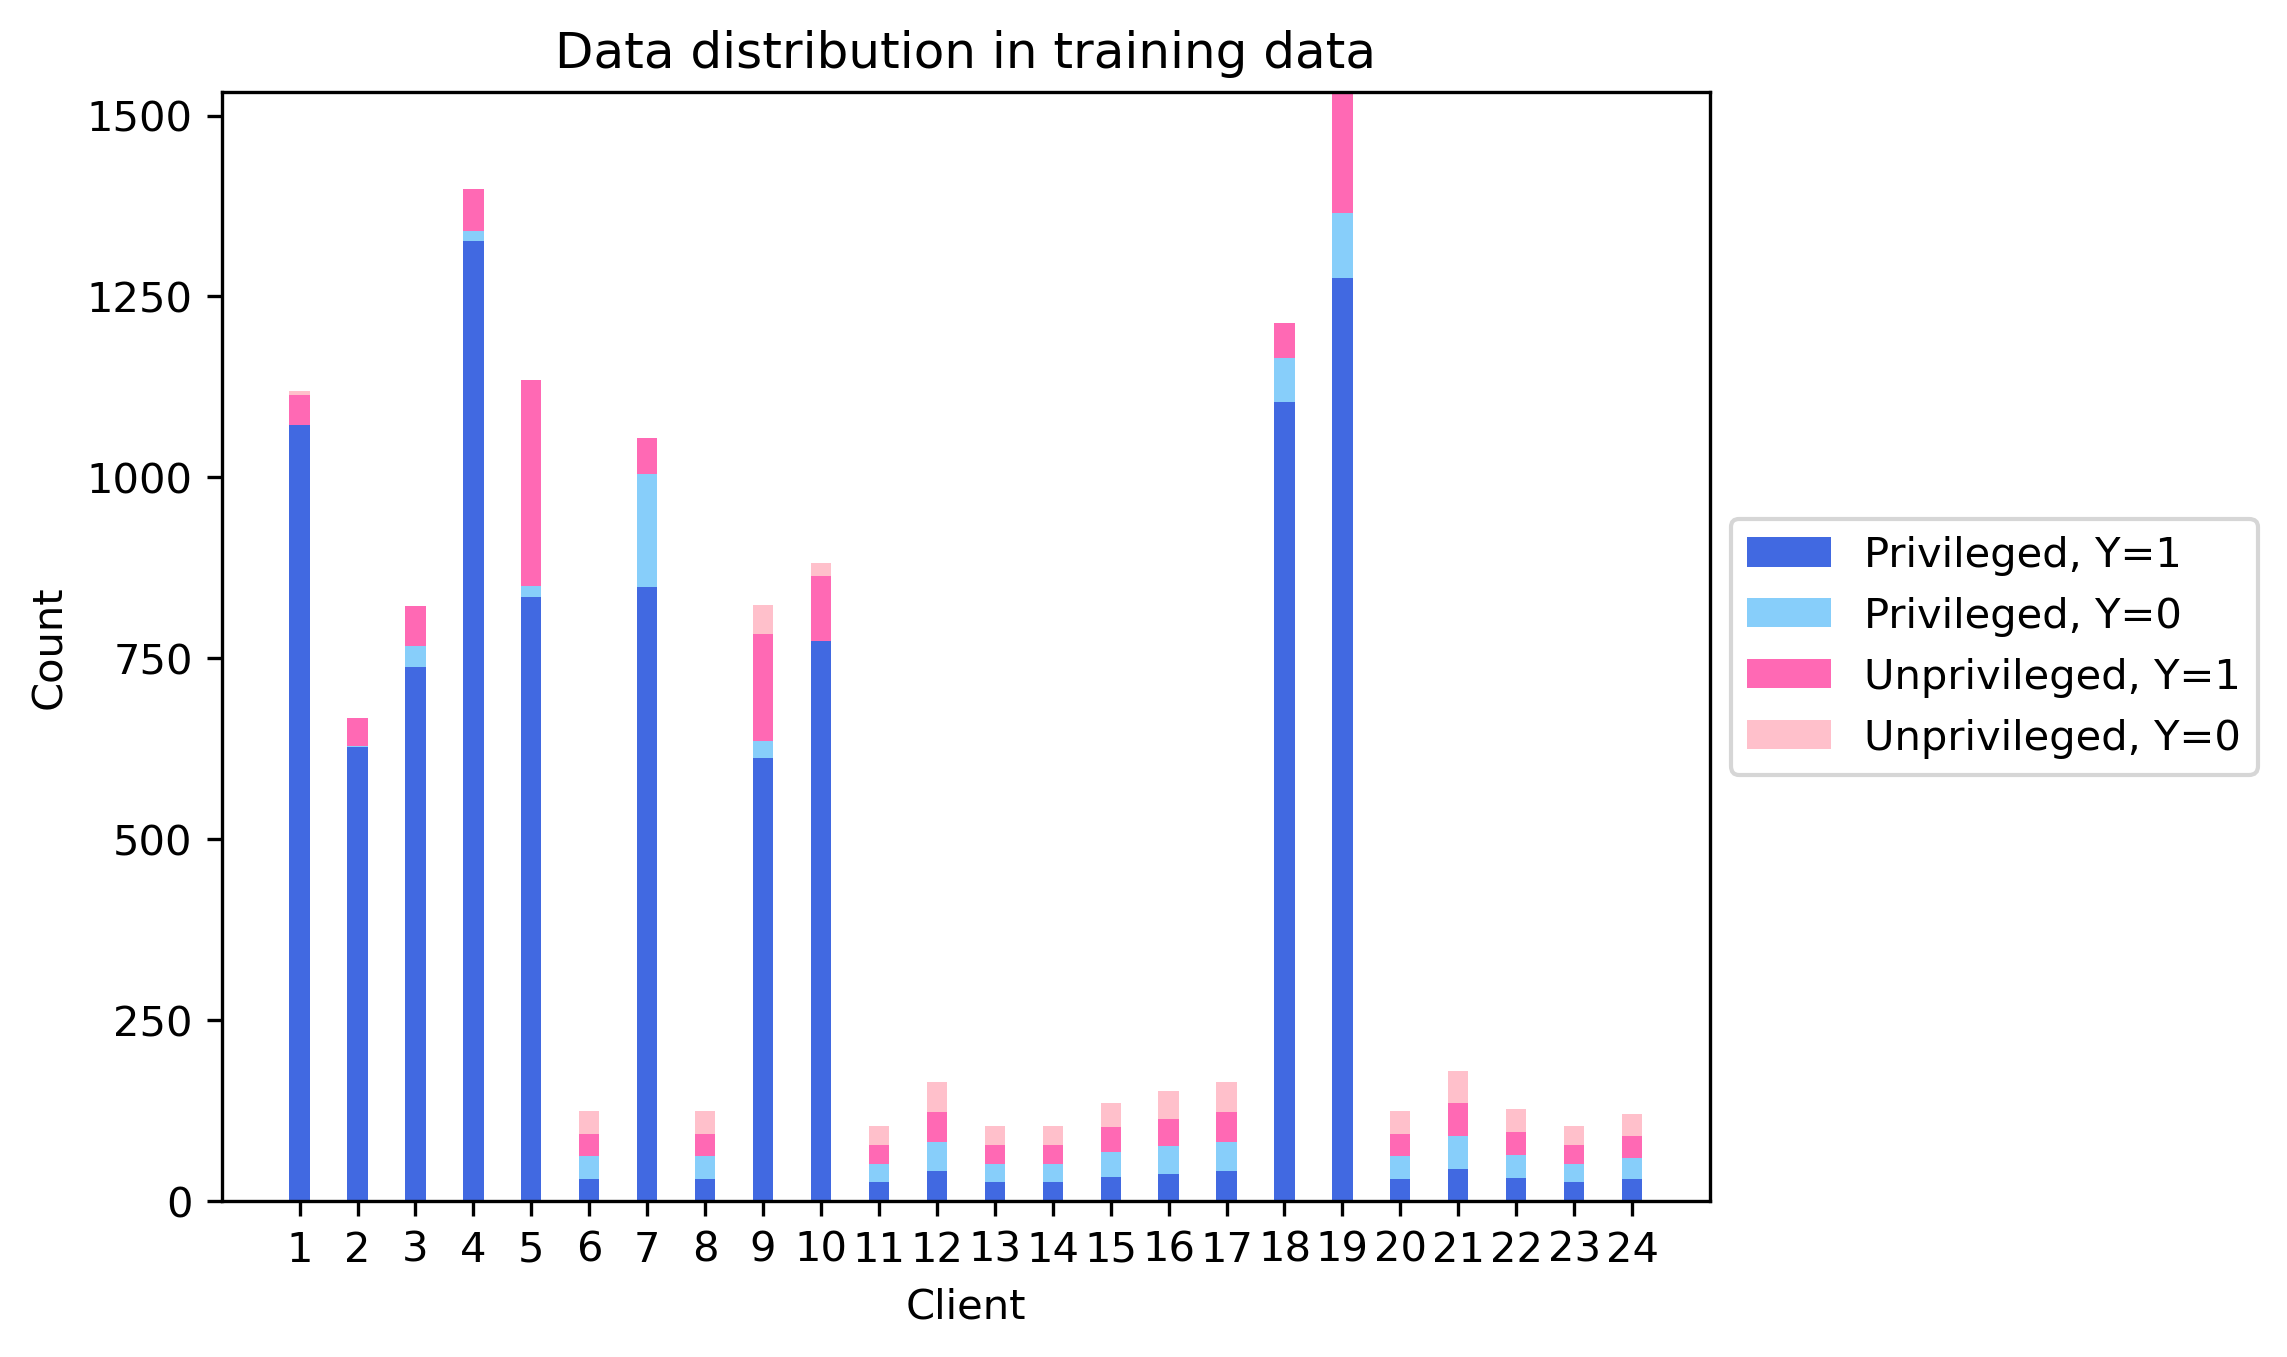 Data distribution in training data
1500
1250
1000
750
500
250
0
Count
1 2 3 4 5 6 7 8 9 10 11 12 13 14 15 16 17 18 19 20 21 22 23 24
Client
Privileged, Y=1
Privileged, Y=0
Unprivileged, Y=1
Unprivileged, Y=0